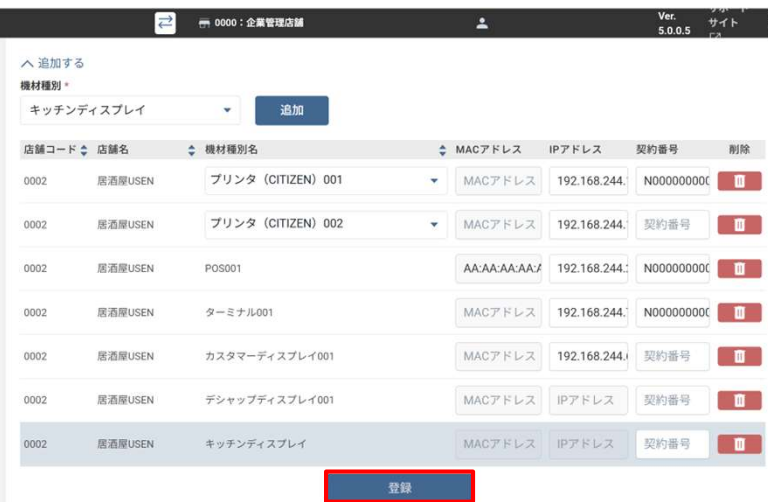 0000：企業管理店舗
Ver.
5.0.0.5
サイト
追加する
機材種別 *
キッチンディスプレイ
追加
店舗コード 店舗名 機材種別名 MACアドレス IPアドレス 契約番号 削除
0002 居酒屋USEN プリンタ（CITIZEN）001 MACアドレス 192.168.244. N00000000
0002 居酒屋USEN プリンタ（CITIZEN）002 MACアドレス 192.168.244. 契約番号
0002 居酒屋USEN POS001 AA:AA:AA:AA:A 192.168.244. N00000000
0002 居酒屋USEN ターミナル001 MACアドレス 192.168.244. N00000000
0002 居酒屋USEN カスタマーディスプレイ001 MACアドレス 192.168.244. 契約番号
0002 居酒屋USEN デシャップディスプレイ001 MACアドレス IPアドレス 契約番号
0002 居酒屋USEN キッチンディスプレイ MACアドレス IPアドレス 契約番号
登録